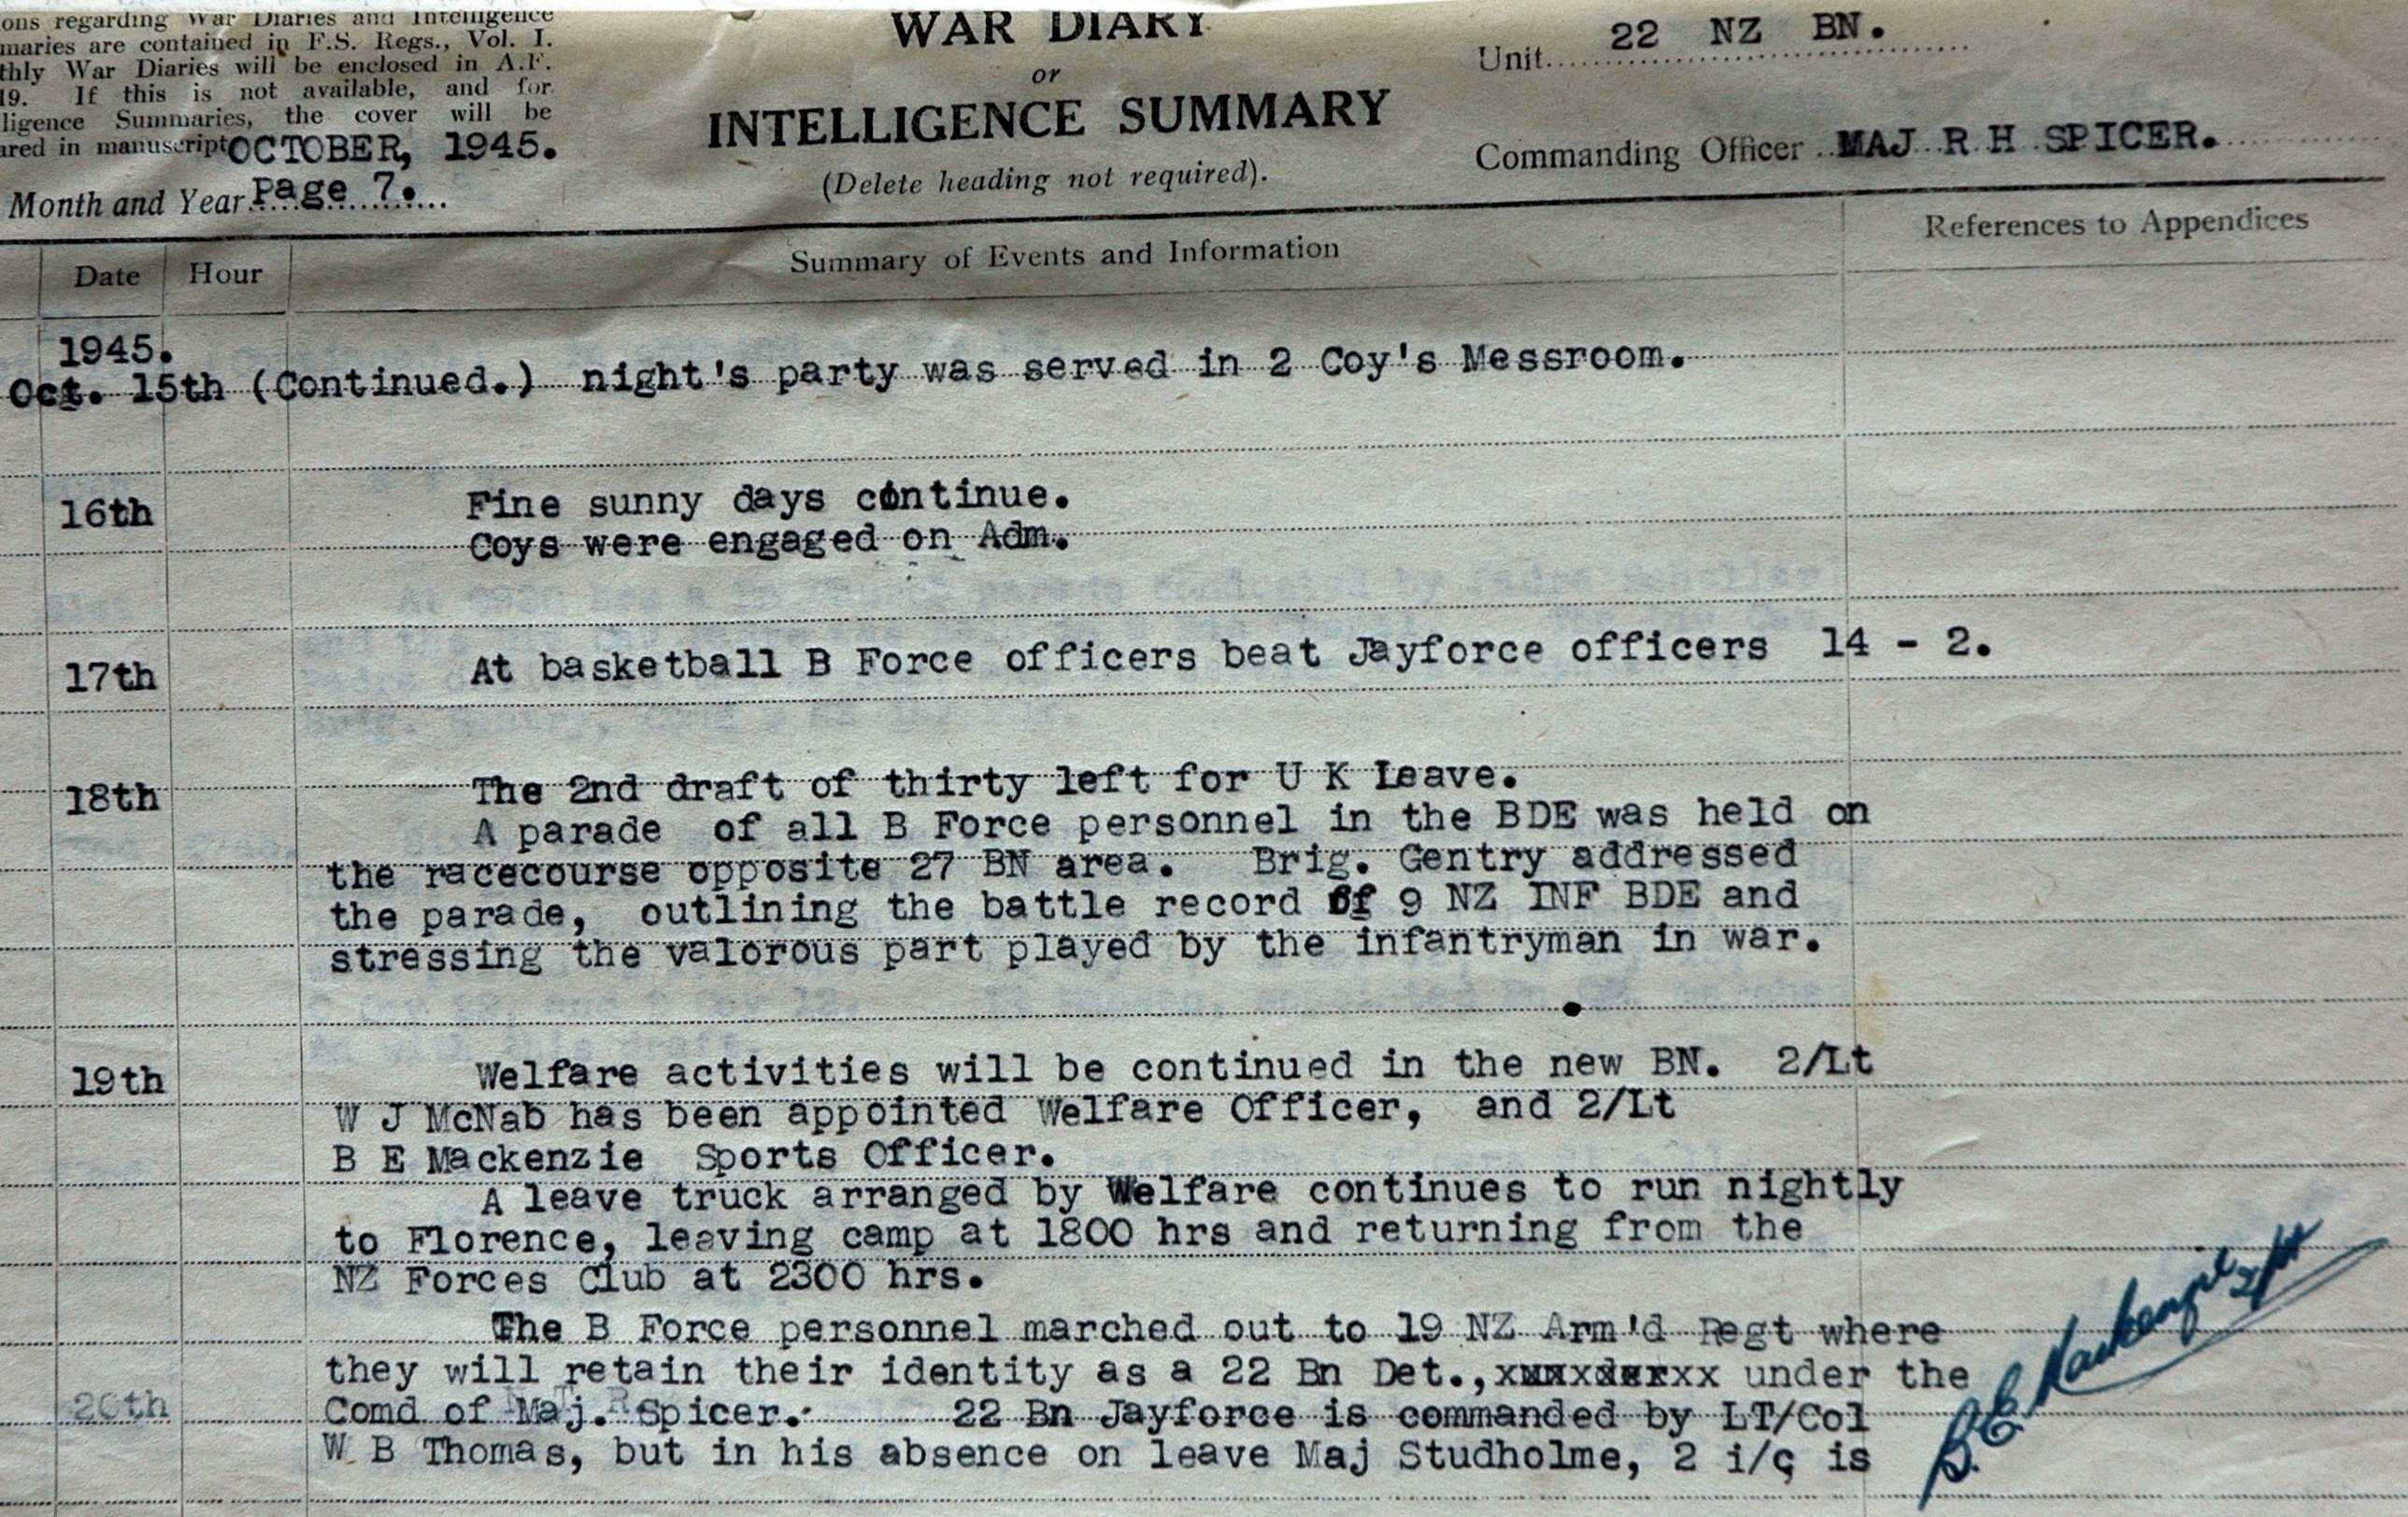 ons regarding War Diaries and Intelligence
maries are contained in F.S. Regs., Vol. I.
thly War Diaries will be enclosed in A.F.
19. If this is not available, and for
ligence Summaries, the cover will be
ared in manuscript
OCTOBER, 1945.
Month and Year Page 7.
WAR DIARY
or
INTELLIGENCE SUMMARY
(Delete heading not required).
Unit 22 NZ BN.
Commanding Officer MAJ R H SPICER.
Date Hour Summary of Events and Information References to Appendices
1945.
Oct. 15th (Continued.) night's party was served in 2 Coy's Messroom.
16th Fine sunny days continue.
Coys were engaged on Adm.
17th At basketball B Force officers beat Jayforce officers 14 - 2.
18th The 2nd draft of thirty left for U K Leave.
A parade of all B Force personnel in the BDE was held on
the racecourse opposite 27 BN area. Brig. Gentry addressed
the parade, outlining the battle record of 9 NZ INF BDE and
stressing the valorous part played by the infantryman in war.
19th Welfare activities will be continued in the new BN. 2/Lt
W J McNab has been appointed Welfare Officer, and 2/Lt
B E Mackenzie Sports Officer.
A leave truck arranged by Welfare continues to run nightly
to Florence, leaving camp at 1800 hrs and returning from the
NZ Forces Club at 2300 hrs.
The B Force personnel marched out to 19 NZ Arm'd Regt where
they will retain their identity as a 22 Bn Det., under the
20th Comd of Maj. Spicer. 22 Bn Jayforce is commanded by LT/Col
W B Thomas, but in his absence on leave Maj Studholme, 2 i/c is
B.E. Mackenzie 2/Lt